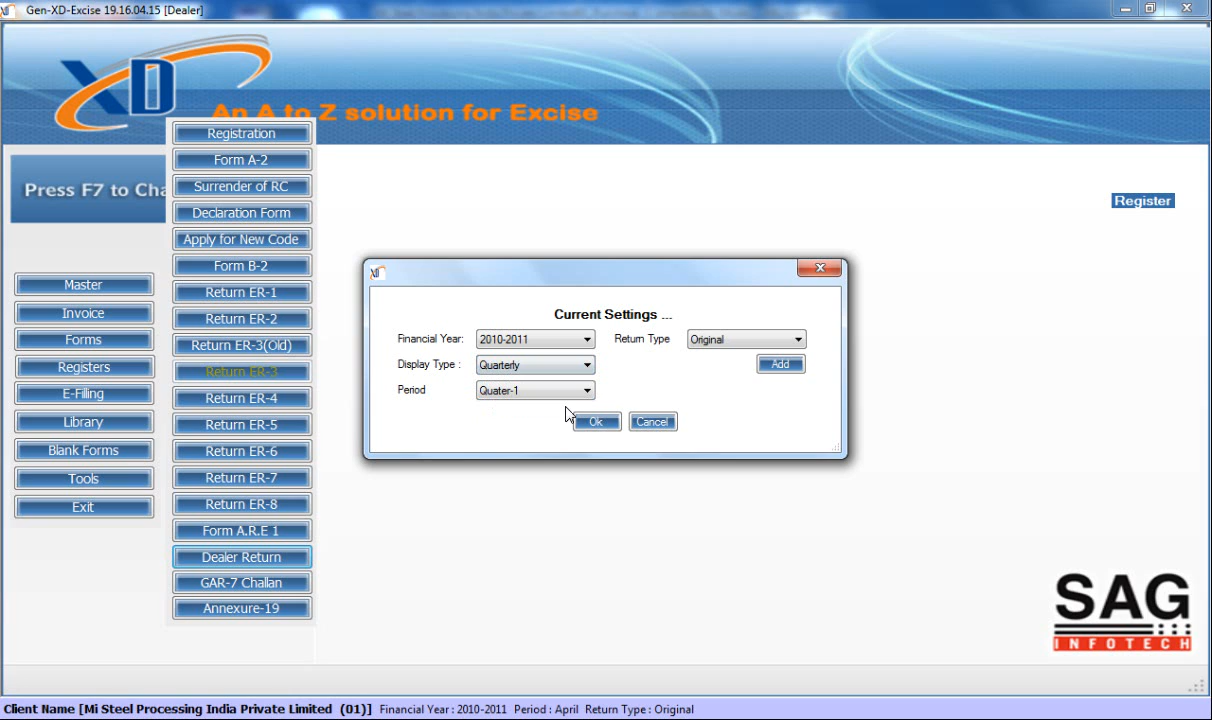 Gen-XD-Excise 19.16.04.15 [Dealer]
XD
An A to Z solution for Excise
Press F7 to Cha
Register
Registration
Form A-2
Surrender of RC
Declaration Form
Apply for New Code
Form B-2
Return ER-1
Return ER-2
Return ER-3(Old)
Return ER-3
Return ER-4
Return ER-5
Return ER-6
Return ER-7
Return ER-8
Form A.R.E 1
Dealer Return
GAR-7 Challan
Annexure-19
Master
Invoice
Forms
Registers
E-Filing
Library
Blank Forms
Tools
Exit
Current Settings ...
Financial Year: 2010-2011 Return Type Original
Display Type : Quarterly Add
Period Quater-1
Ok Cancel
SAG
INFOTECH
Client Name [Mi Steel Processing India Private Limited (01)] Financial Year : 2010-2011 Period : April Return Type : Original